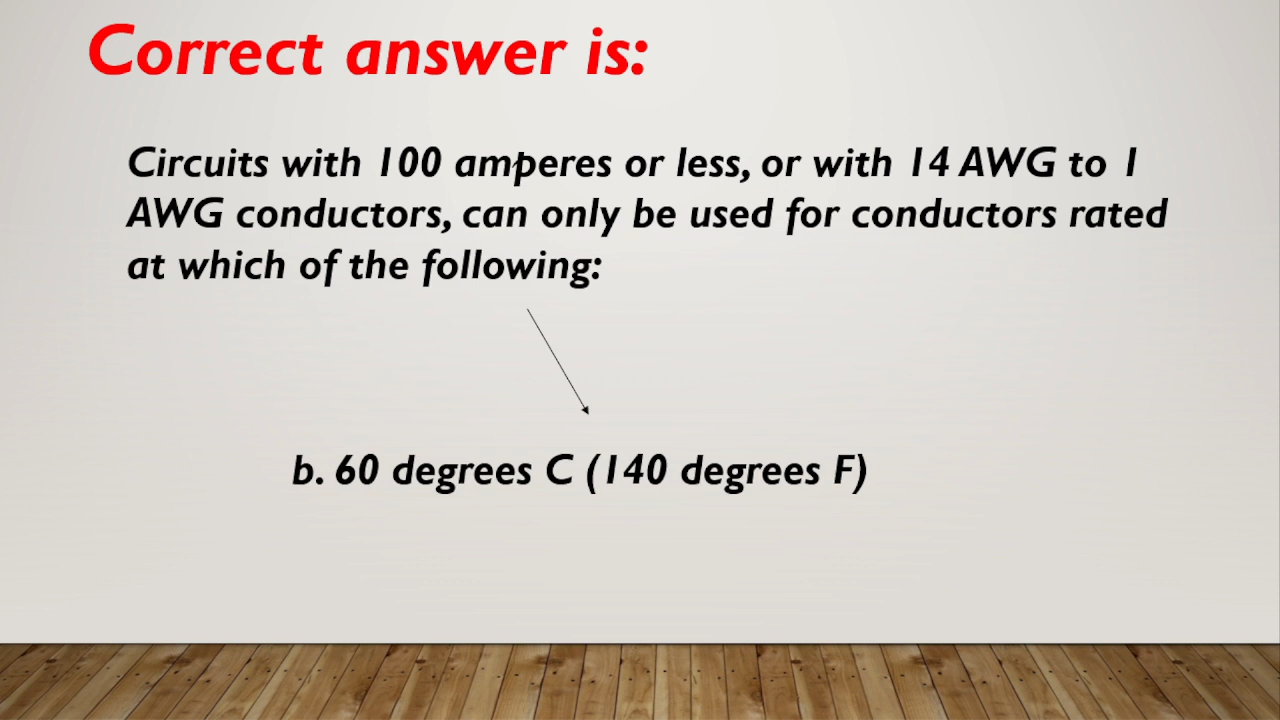 Correct answer is:
Circuits with 100 amperes or less, or with 14 AWG to 1
AWG conductors, can only be used for conductors rated
at which of the following:
b. 60 degrees C (140 degrees F)